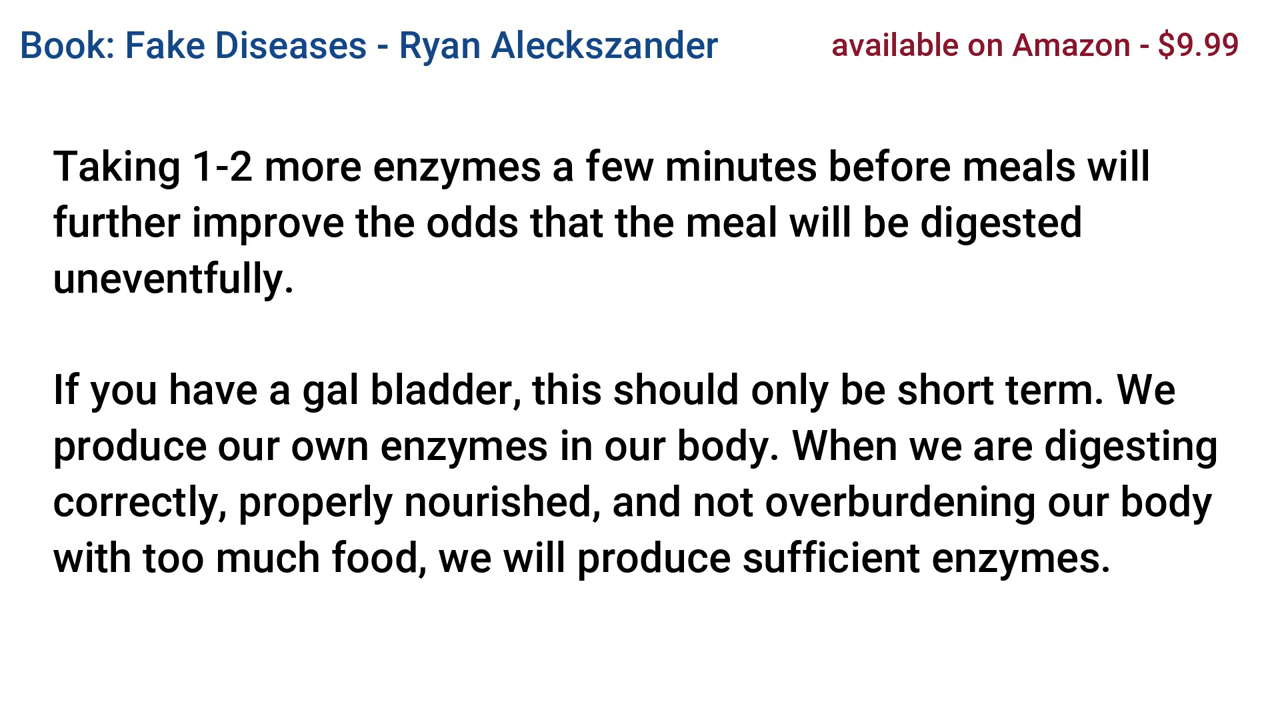 Book: Fake Diseases - Ryan Aleckszander available on Amazon - $9.99
Taking 1-2 more enzymes a few minutes before meals will
further improve the odds that the meal will be digested
uneventfully.
If you have a gal bladder, this should only be short term. We
produce our own enzymes in our body. When we are digesting
correctly, properly nourished, and not overburdening our body
with too much food, we will produce sufficient enzymes.